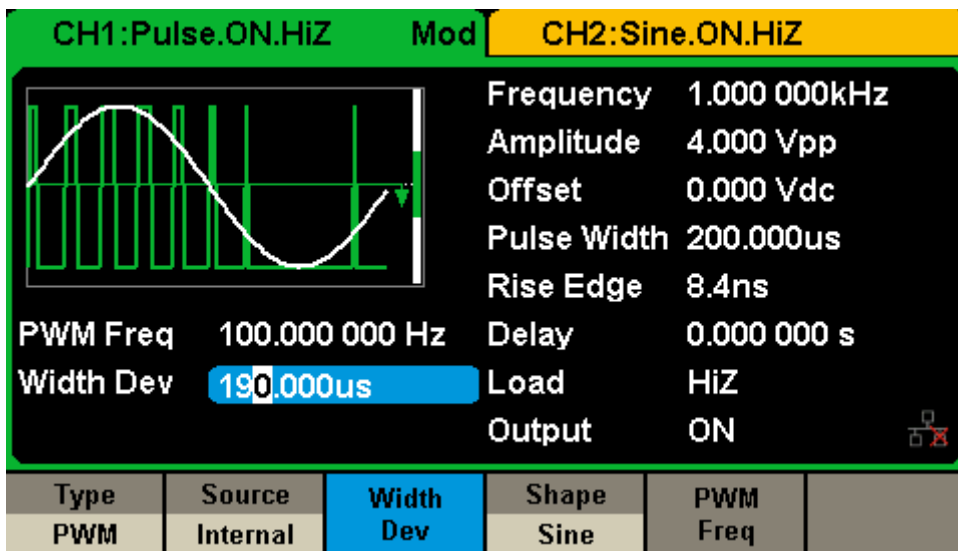 CH1:Pulse.ON.HiZ Mod
CH2:Sine.ON.HiZ
Frequency 1.000 000kHz
Amplitude 4.000 Vpp
Offset 0.000 Vdc
Pulse Width 200.000us
Rise Edge 8.4ns
PWM Freq 100.000 000 Hz
Delay 0.000 000 s
Width Dev 190.000us
Load HiZ
Output ON
Type
PWM
Source
Internal
Width
Dev
Shape
Sine
PWM
Freq